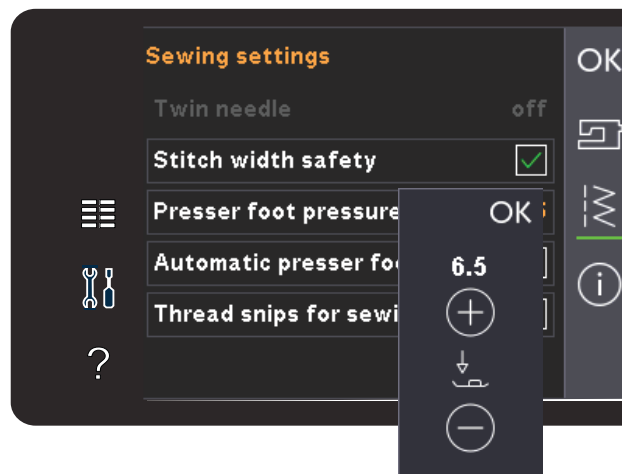 Sewing settings
OK
Twin needle off
Stitch width safety
Presser foot pressure
OK
Automatic presser foo
6.5
Thread snips for sewi
?
i